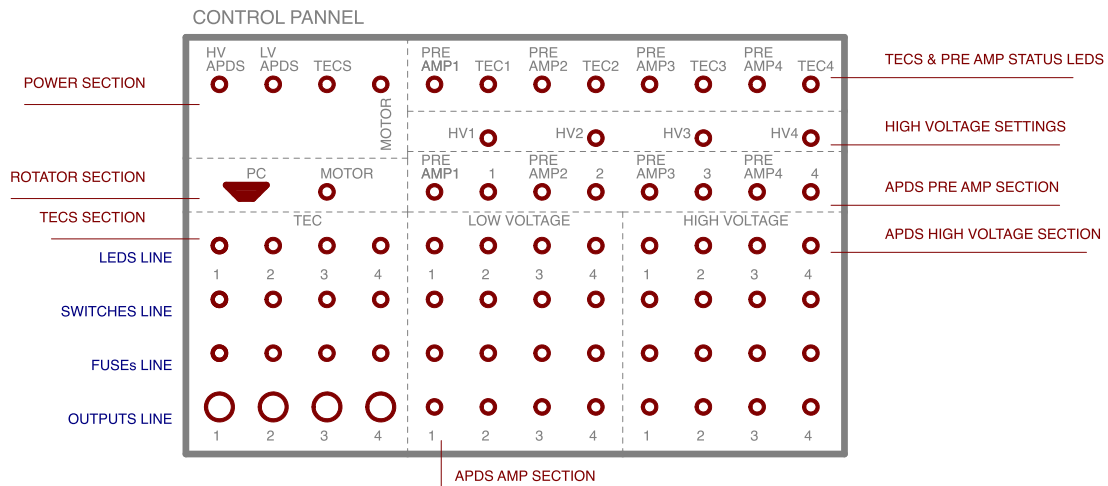 CONTROL PANNEL
HV
APDS
LV
APDS
TECS
MOTOR
PRE
AMP1
TEC1
PRE
AMP2
TEC2
PRE
AMP3
TEC3
PRE
AMP4
TEC4
TECS & PRE AMP STATUS LEDS
POWER SECTION
HV1
HV2
HV3
HV4
HIGH VOLTAGE SETTINGS
ROTATOR SECTION
PC
MOTOR
PRE
AMP1
1
PRE
AMP2
2
PRE
AMP3
3
PRE
AMP4
4
APDS PRE AMP SECTION
TECS SECTION
TEC
LOW VOLTAGE
HIGH VOLTAGE
APDS HIGH VOLTAGE SECTION
LEDS LINE
1 2 3 4 1 2 3 4 1 2 3 4
SWITCHES LINE
FUSEs LINE
OUTPUTS LINE
1 2 3 4 1 2 3 4 1 2 3 4
APDS AMP SECTION